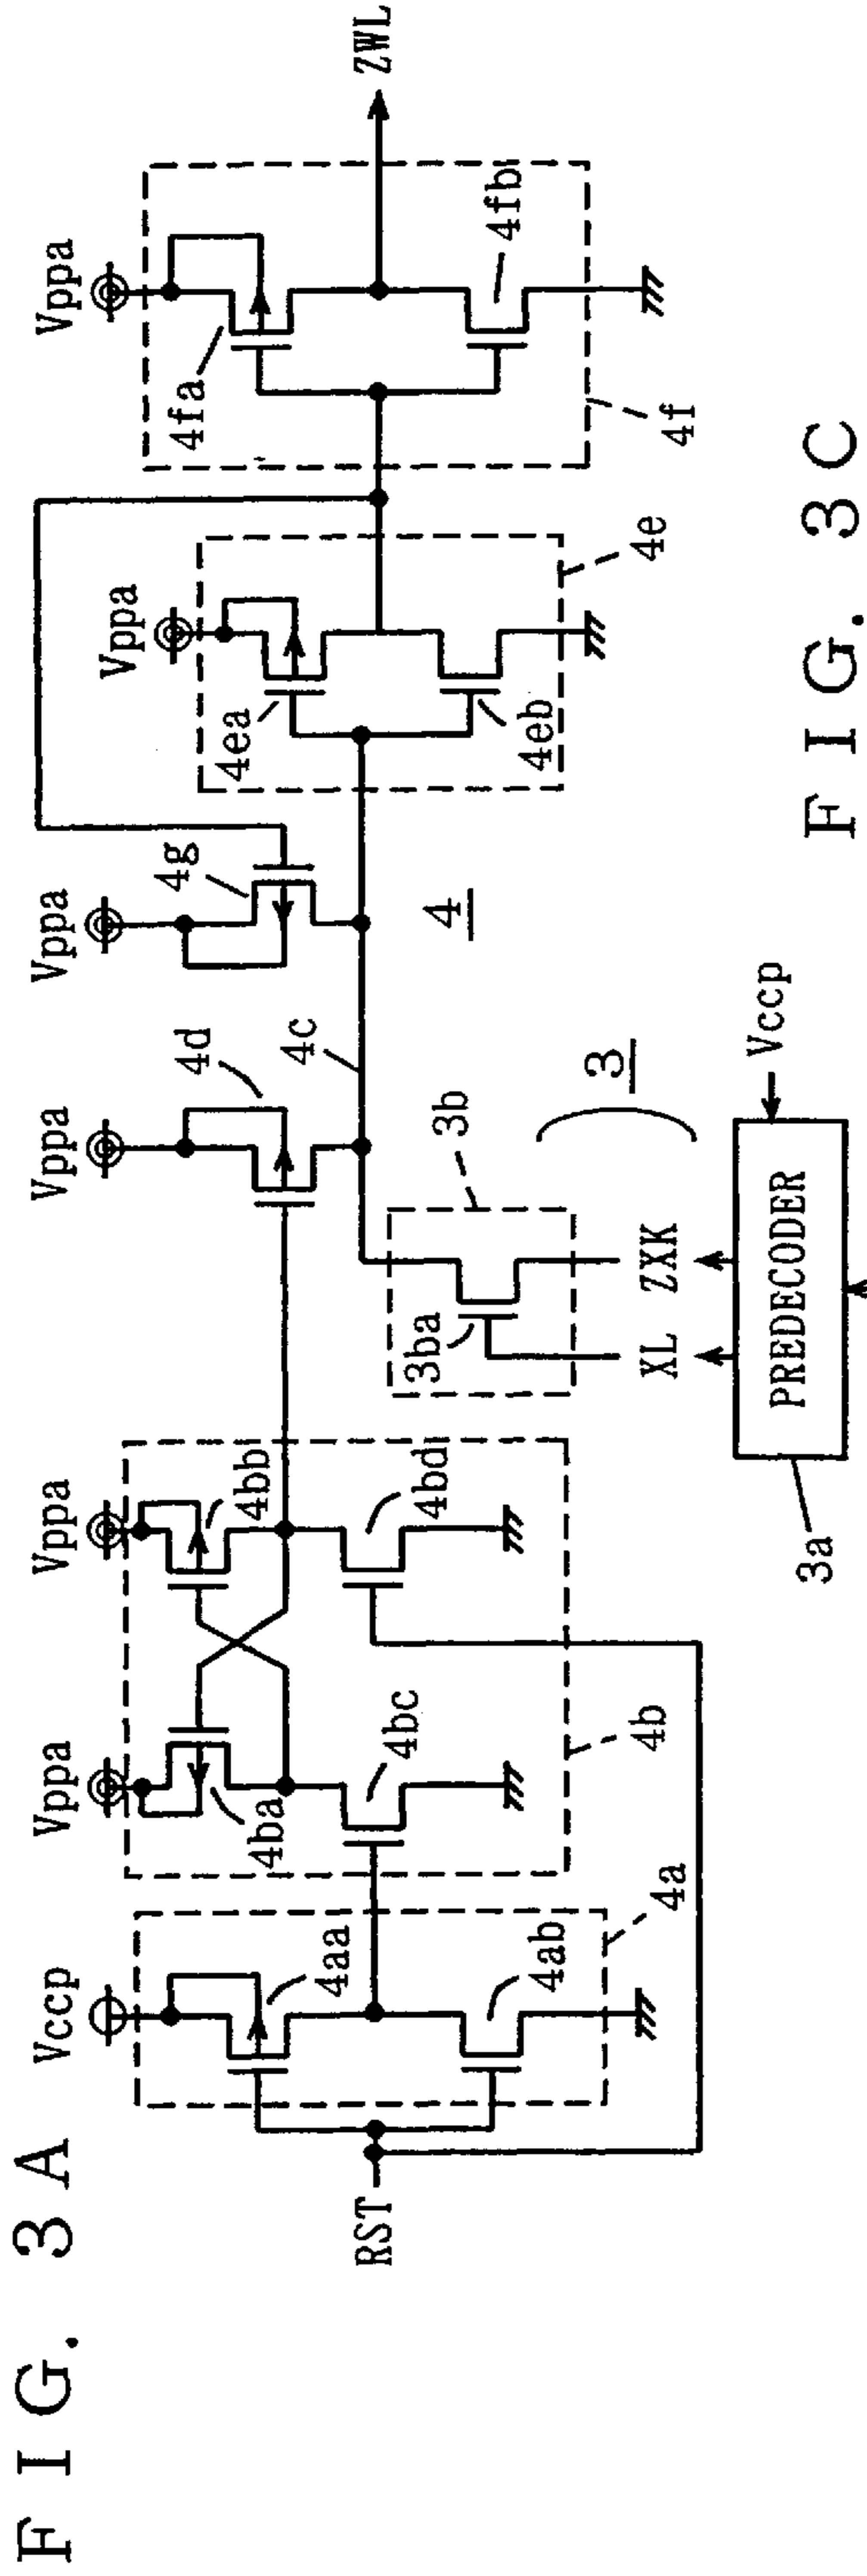 FIG. 3A
Vccp
Vppa
Vppa
Vppa
Vppa
Vppa
Vppa
4aa
4ab
4a
RST
4ba
4bb
4bc
4bd
4b
4d
4c
4g
4
3b
3ba
3
XL
ZXK
PREDECODER
Vccp
3a
4ea
4eb
4e
4fa
4fb
4f
ZWL
FIG. 3C